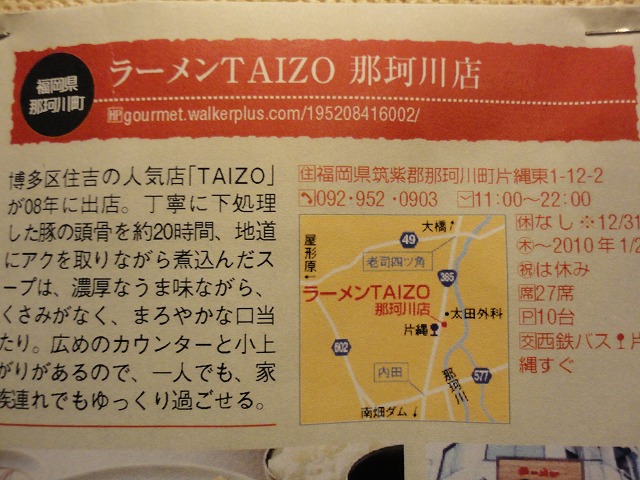 福岡県
那珂川町
ラーメンTAIZO 那珂川店
HP gourmet.walkerplus.com/195208416002/
博多区住吉の人気店「TAIZO」
が08年に出店。丁寧に下処理
した豚の頭骨を約20時間、地道
にアクを取りながら煮込んだス
ープは、濃厚なうま味ながら、
くさみがなく、まろやかな口当
たり。広めのカウンターと小上
がりがあるので、一人でも、家
族連れでもゆっくり過ごせる。
住福岡県筑紫郡那珂川町片縄東1-12-2
092・952・0903 11:00~22:00
休なし※12/31
木~2010年1/2
祝は休み
席27席
P10台
交西鉄バス片
縄すぐ
大橋↑
49
屋形原←
老司四ツ角
385
ラーメンTAIZO
那珂川店
太田外科
片縄
602
内田
那珂川
577
南畑ダム↓